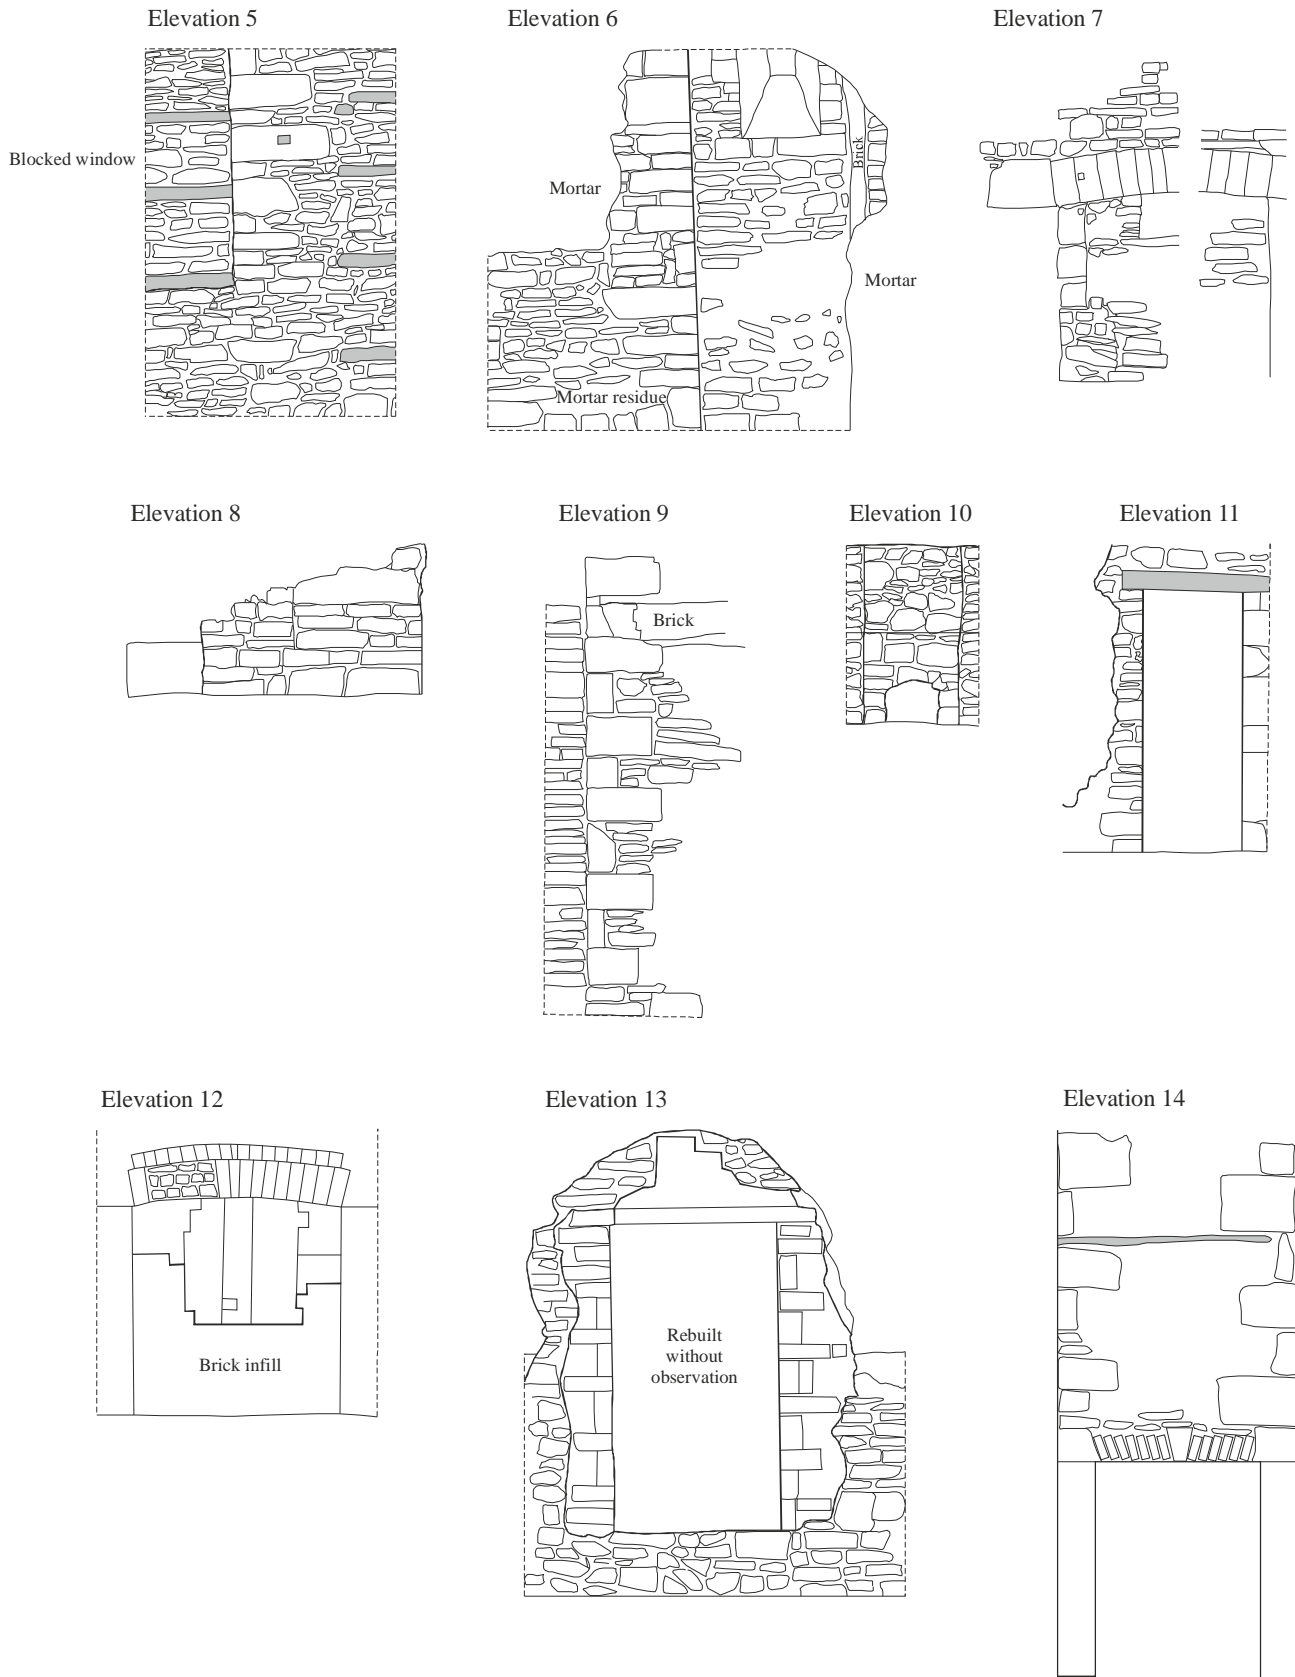 Elevation 5
Elevation 6
Elevation 7
Blocked window
Mortar
Brick
Mortar
Mortar residue
Elevation 8
Elevation 9
Elevation 10
Elevation 11
Brick
Elevation 12
Elevation 13
Elevation 14
Brick infill
Rebuilt
without
observation